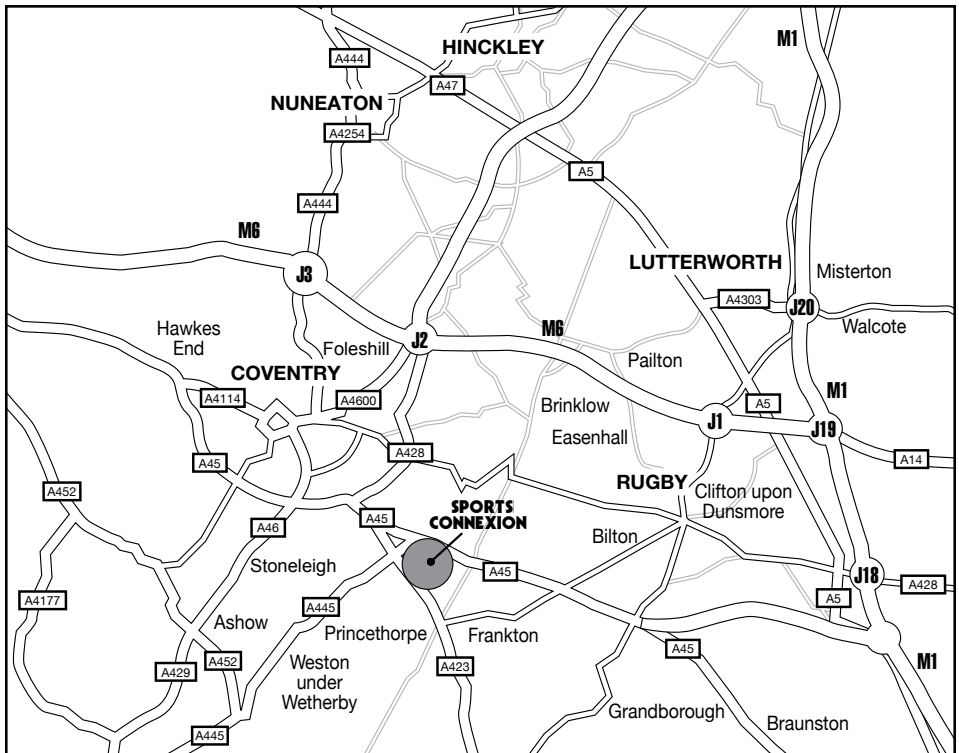 M1
HINCKLEY
A444
A47
NUNEATON
A4254
A5
A444
M6
LUTTERWORTH
Misterton
J3
A4303
J20
Walcote
Hawkes
End
Foleshill
J2
M6
Pailton
COVENTRY
A4114
A4600
Brinklow
A5
M1
J1
J19
Easenhall
A428
A45
A14
RUGBY
Clifton upon
Dunsmore
A452
SPORTS
CONNEXION
A45
A46
Bilton
Stoneleigh
A45
J18
A428
A4177
A445
A5
Ashow
Princethorpe
Frankton
A45
M1
A452
A429
Weston
under
Wetherby
A423
Grandborough
Braunston
A445